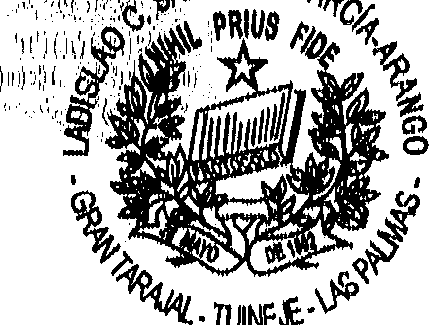 LADISLAO C. GARCÍA-ARANGO
NIHIL PRIUS FIDE
PROTOCOLOS
MAYO DE 1862
- GRAN TARAJAL - TUINEJE - LAS PALMAS -